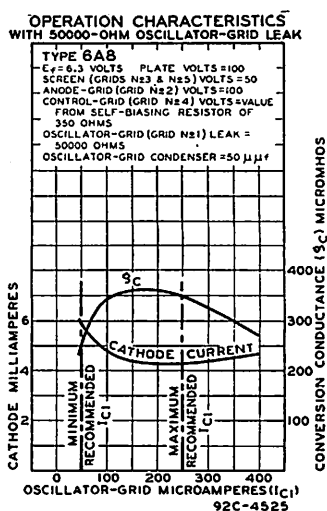 OPERATION CHARACTERISTICS
WITH 50000-OHM OSCILLATOR-GRID LEAK
TYPE 6A8
Ef=6.3 VOLTS PLATE VOLTS=100
SCREEN (GRIDS Nº3 & Nº5) VOLTS=50
ANODE-GRID (GRID Nº2) VOLTS=100
CONTROL-GRID (GRID Nº4) VOLTS=VALUE
FROM SELF-BIASING RESISTOR OF
350 OHMS
OSCILLATOR-GRID (GRID Nº1) LEAK=
50000 OHMS
OSCILLATOR-GRID CONDENSER=50 μμf
gc
CATHODE CURRENT
CATHODE MILLIAMPERES
6
4
2
CONVERSION CONDUCTANCE (gc) MICROMHOS
400
300
200
100
MINIMUM
RECOMMENDED
Ic1
MAXIMUM
RECOMMENDED
Ic1
0 100 200 300 400
OSCILLATOR-GRID MICROAMPERES (Ic1)
92C-4525